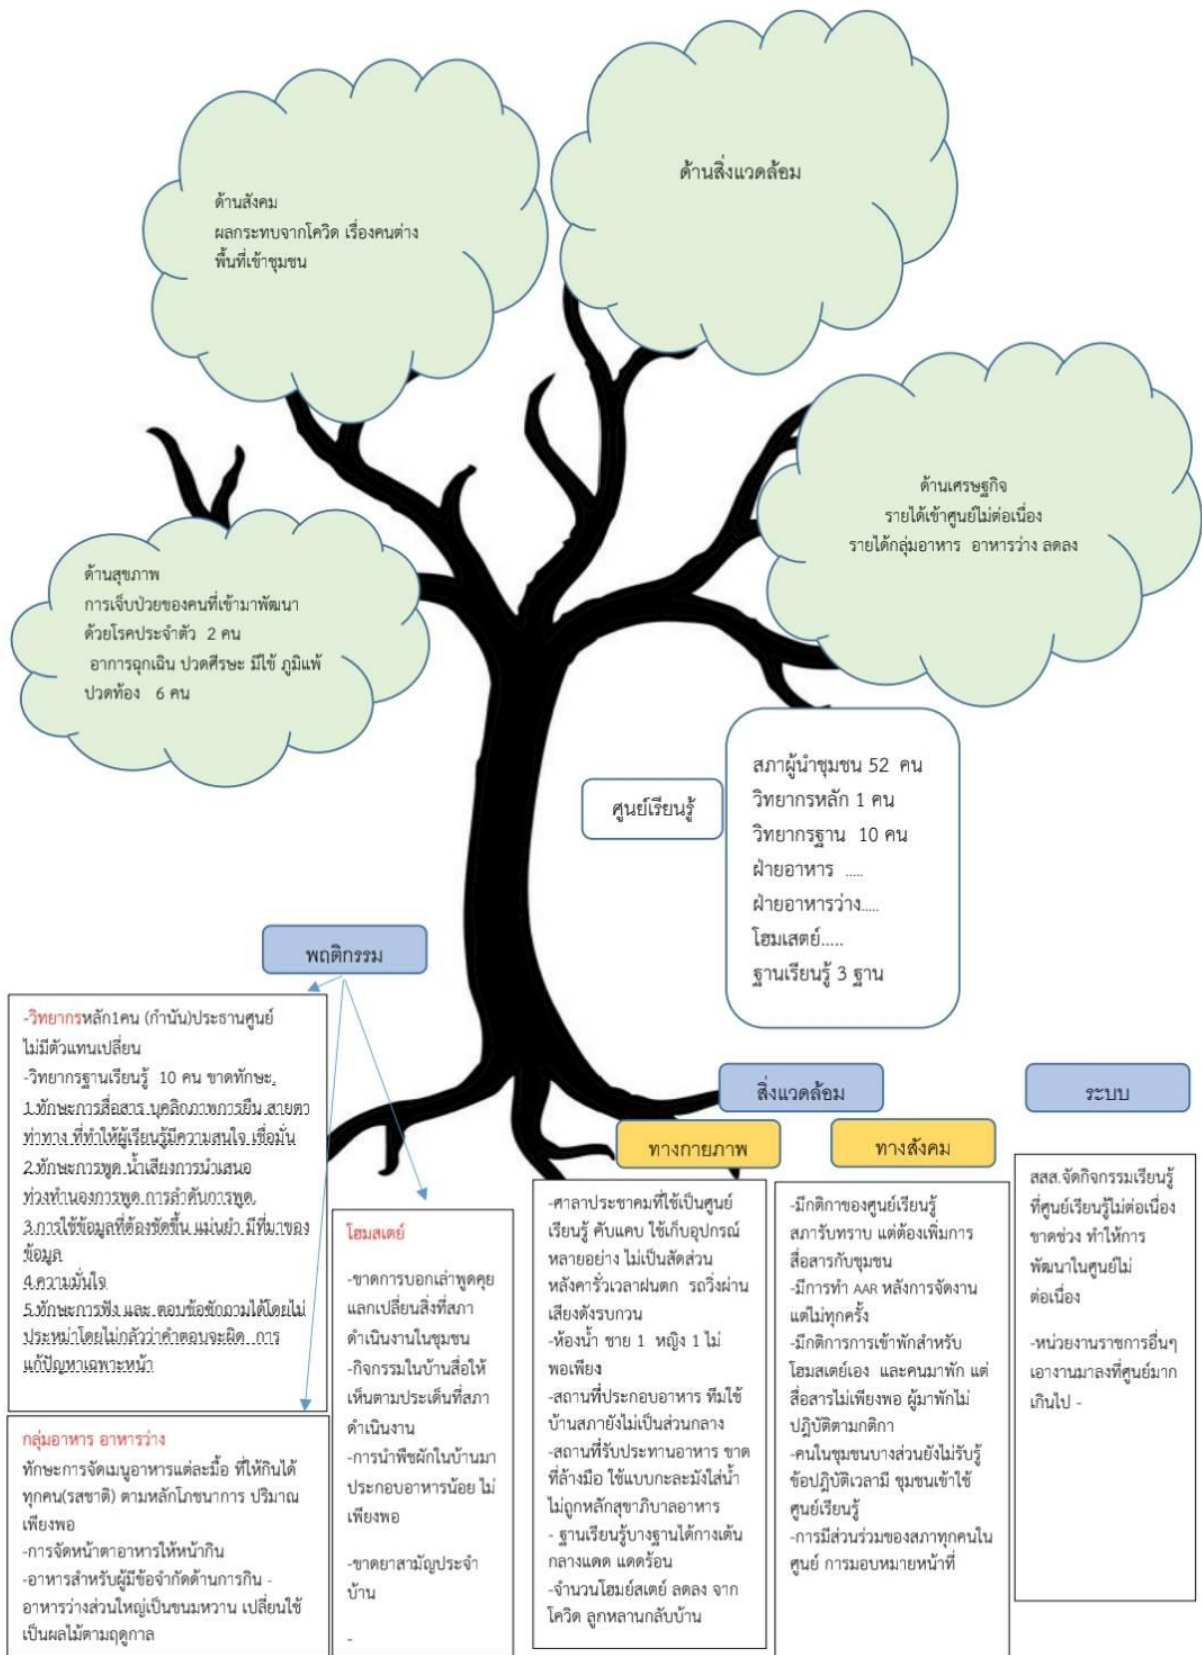 ด้านสิ่งแวดล้อม
ด้านสังคม
ผลกระทบจากโควิด เรื่องคนต่าง
พื้นที่เข้าชุมชน
ด้านเศรษฐกิจ
รายได้เข้าศูนย์ไม่ต่อเนื่อง
รายได้กลุ่มอาหาร อาหารว่าง ลดลง
ด้านสุขภาพ
การเจ็บป่วยของคนที่เข้ามาพัฒนา
ด้วยโรคประจำตัว 2 คน
อาการฉุกเฉิน ปวดศีรษะ มีไข้ ภูมิแพ้
ปวดท้อง 6 คน
ศูนย์เรียนรู้
สภาผู้นำชุมชน 52 คน
วิทยากรหลัก 1 คน
วิทยากรฐาน 10 คน
ฝ่ายอาหาร .....
ฝ่ายอาหารว่าง.....
โฮมเสตย์.....
ฐานเรียนรู้ 3 ฐาน
พฤติกรรม
-วิทยากรหลัก1คน (กำนัน)ประธานศูนย์
ไม่มีตัวแทนเปลี่ยน
-วิทยากรฐานเรียนรู้ 10 คน ขาดทักษะ
1.ทักษะการสื่อสาร บุคลิกภาพการยืน สายตา
ท่าทาง ที่ทำให้ผู้เรียนรู้มีความสนใจ เชื่อมั่น
2.ทักษะการพูด น้ำเสียงการนำเสนอ
ท่วงทำนองการพูด การลำดับการพูด
3.การใช้ข้อมูลที่ต้องชัดขึ้น แม่นยำ มีที่มาของ
ข้อมูล
4.ความมั่นใจ
5.ทักษะการฟัง และ ตอบข้อซักถามได้โดยไม่
ประหม่าโดยไม่กลัวว่าคำตอบจะผิด การ
แก้ปัญหาเฉพาะหน้า
กลุ่มอาหาร อาหารว่าง
ทักษะการจัดเมนูอาหารแต่ละมื้อ ที่ให้กินได้
ทุกคน(รสชาติ) ตามหลักโภชนาการ ปริมาณ
เพียงพอ
-การจัดหน้าตาอาหารให้หน้ากิน
-อาหารสำหรับผู้มีข้อจำกัดด้านการกิน -
อาหารว่างส่วนใหญ่เป็นขนมหวาน เปลี่ยนใช้
เป็นผลไม้ตามฤดูกาล
โฮมสเตย์
-ขาดการบอกเล่าพูดคุย
แลกเปลี่ยนสิ่งที่สภา
ดำเนินงานในชุมชน
-กิจกรรมในบ้านสื่อให้
เห็นตามประเด็นที่สภา
ดำเนินงาน
-การนำพืชผักในบ้านมา
ประกอบอาหารน้อย ไม่
เพียงพอ
-ขาดยาสามัญประจำ
บ้าน
-
สิ่งแวดล้อม
ทางกายภาพ
-ศาลาประชาคมที่ใช้เป็นศูนย์
เรียนรู้ คับแคบ ใช้เก็บอุปกรณ์
หลายอย่าง ไม่เป็นสัดส่วน
หลังคารั่วเวลาฝนตก รถวิ่งผ่าน
เสียงดังรบกวน
-ห้องน้ำ ชาย 1 หญิง 1 ไม่
พอเพียง
-สถานที่ประกอบอาหาร ทีมใช้
บ้านสภายังไม่เป็นส่วนกลาง
-สถานที่รับประทานอาหาร ขาด
ที่ล้างมือ ใช้แบบกะละมังใส่น้ำ
ไม่ถูกหลักสุขาภิบาลอาหาร
- ฐานเรียนรู้บางฐานได้กางเต้น
กลางแดด แดดร้อน
-จำนวนโฮมย์สเตย์ ลดลง จาก
โควิด ลูกหลานกลับบ้าน
ทางสังคม
-มีกติกาของศูนย์เรียนรู้
สภารับทราบ แต่ต้องเพิ่มการ
สื่อสารกับชุมชน
-มีการทำ AAR หลังการจัดงาน
แต่ไม่ทุกครั้ง
-มีกติการการเข้าพักสำหรับ
โฮมสเตย์เอง และคนมาพัก แต่
สื่อสารไม่เพียงพอ ผู้มาพักไม่
ปฎิบัติตามกติกา
-คนในชุมชนบางส่วนยังไม่รับรู้
ข้อปฎิบัติเวลามี ชุมชนเข้าใช้
ศูนย์เรียนรู้
-การมีส่วนร่วมของสภาทุกคนใน
ศูนย์ การมอบหมายหน้าที่
ระบบ
สสส.จัดกิจกรรมเรียนรู้
ที่ศูนย์เรียนรู้ไม่ต่อเนื่อง
ขาดช่วง ทำให้การ
พัฒนาในศูนย์ไม่
ต่อเนื่อง
-หน่วยงานราชการอื่นๆ
เอางานมาลงที่ศูนย์มาก
เกินไป -